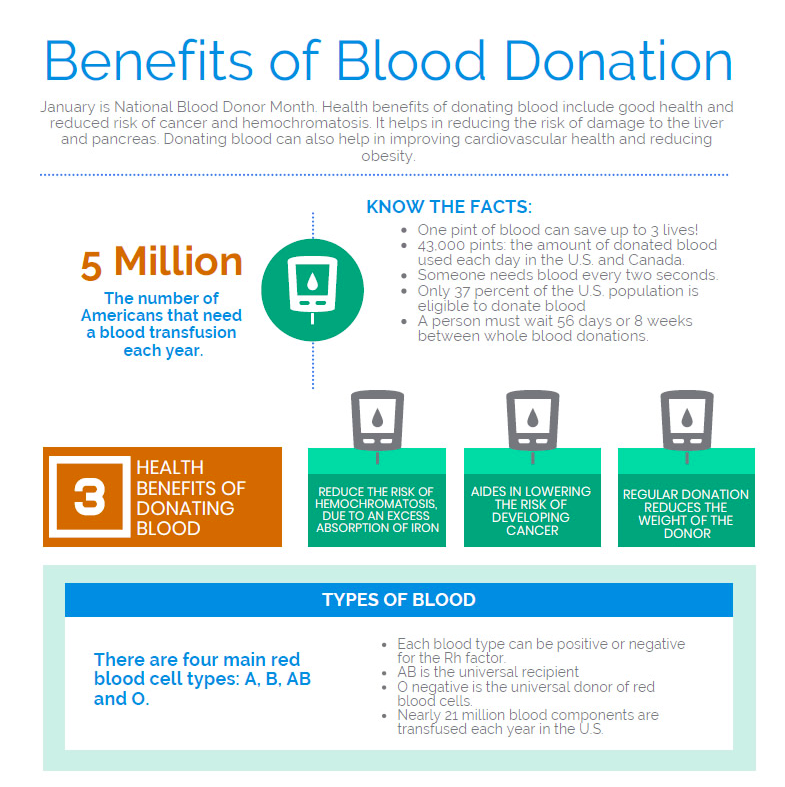 Benefits of Blood Donation
January is National Blood Donor Month. Health benefits of donating blood include good health and
reduced risk of cancer and hemochromatosis. It helps in reducing the risk of damage to the liver
and pancreas. Donating blood can also help in improving cardiovascular health and reducing
obesity.
5 Million
The number of
Americans that need
a blood transfusion
each year.
KNOW THE FACTS:
• One pint of blood can save up to 3 lives!
• 43,000 pints: the amount of donated blood
used each day in the U.S. and Canada.
• Someone needs blood every two seconds.
• Only 37 percent of the U.S. population is
eligible to donate blood
• A person must wait 56 days or 8 weeks
between whole blood donations.
3
HEALTH
BENEFITS OF
DONATING
BLOOD
REDUCE THE RISK OF
HEMOCHROMATOSIS,
DUE TO AN EXCESS
ABSORPTION OF IRON
AIDES IN LOWERING
THE RISK OF
DEVELOPING
CANCER
REGULAR DONATION
REDUCES THE
WEIGHT OF THE
DONOR
TYPES OF BLOOD
There are four main red
blood cell types: A, B, AB
and O.
• Each blood type can be positive or negative
for the Rh factor.
• AB is the universal recipient
• O negative is the universal donor of red
blood cells.
• Nearly 21 million blood components are
transfused each year in the U.S.